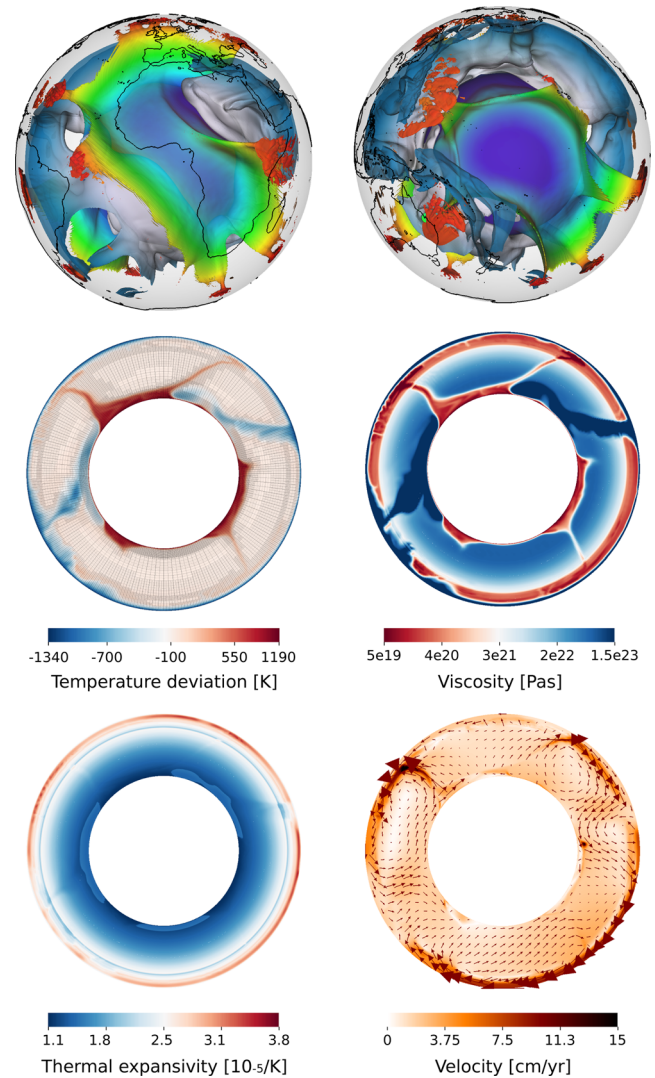 -1340 -700 -100 550 1190
Temperature deviation [K]
5e19 4e20 3e21 2e22 1.5e23
Viscosity [Pas]
1.1 1.8 2.5 3.1 3.8
Thermal expansivity [10-5/K]
0 3.75 7.5 11.3 15
Velocity [cm/yr]